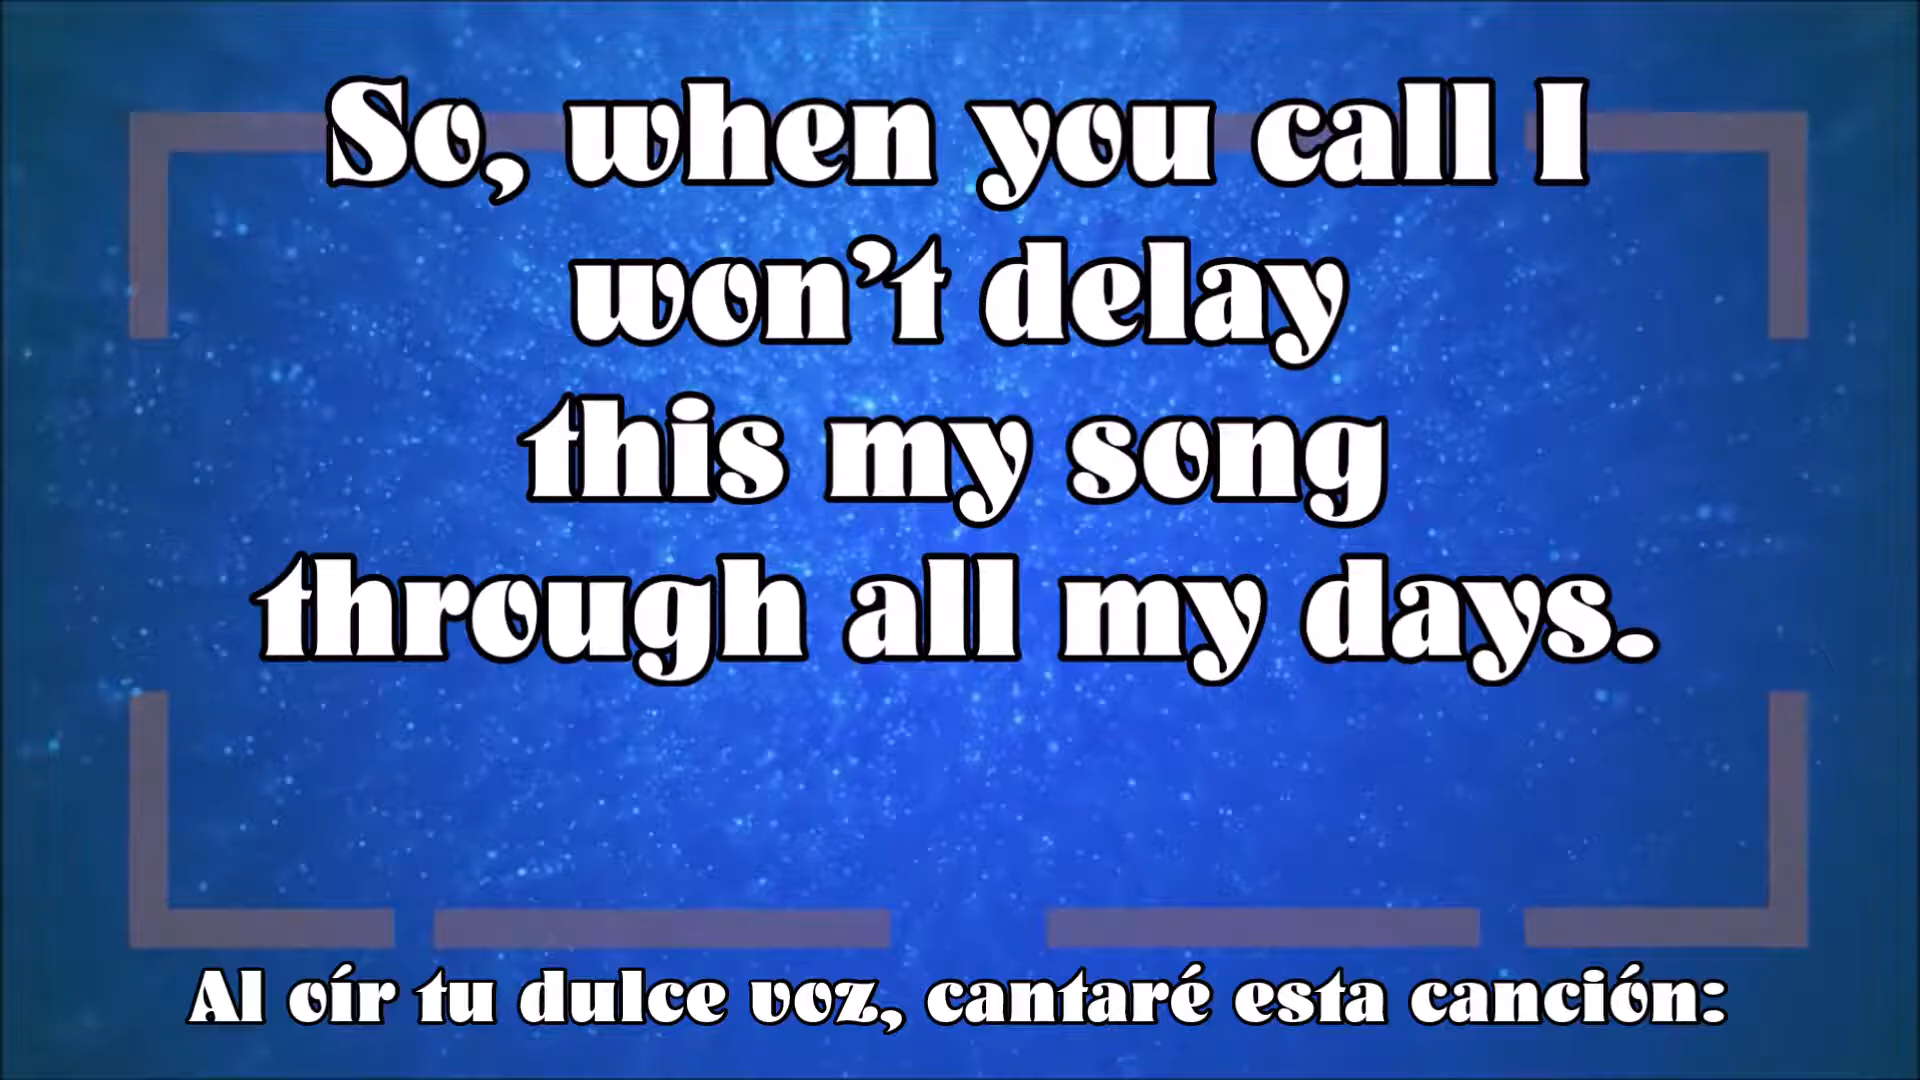 So, when you call I
won’t delay
this my song
through all my days.
Al oír tu dulce voz, cantaré esta canción: